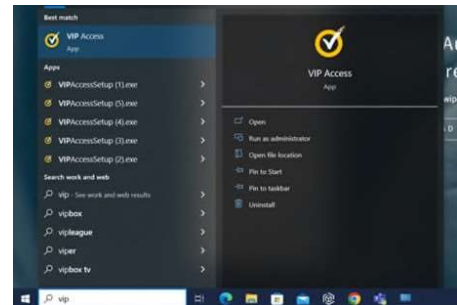 Best match
VIP Access
App
Apps
VIPAccessSetup (1).exe
VIPAccessSetup (5).exe
VIPAccessSetup (4).exe
VIPAccessSetup (3).exe
VIPAccessSetup (2).exe
Search work and web
vip - See work and web results
vipbox
vipleague
viper
vipbox tv
vip
VIP Access
App
Open
Run as administrator
Open file location
Pin to Start
Pin to taskbar
Uninstall